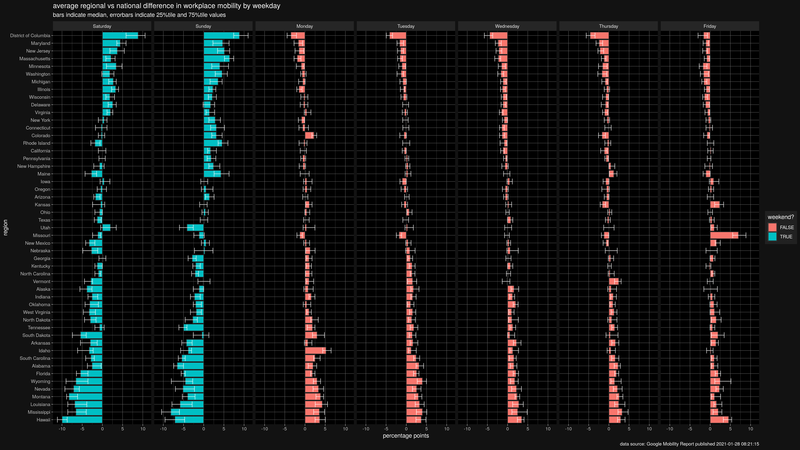 average regional vs national difference in workplace mobility by weekday
bars indicate median, errorbars indicate 25%tile and 75%tile values
Saturday Sunday Monday Tuesday Wednesday Thursday Friday
District of Columbia
Maryland
New Jersey
Massachusetts
Minnesota
Washington
Michigan
Illinois
Wisconsin
Delaware
Virginia
New York
Connecticut
Colorado
Rhode Island
California
Pennsylvania
New Hampshire
Maine
Iowa
Oregon
Arizona
Kansas
Ohio
Texas
Utah
Missouri
New Mexico
Nebraska
Georgia
Kentucky
North Carolina
Vermont
Alaska
Indiana
Oklahoma
West Virginia
North Dakota
Tennessee
South Dakota
Arkansas
Idaho
South Carolina
Alabama
Florida
Wyoming
Nevada
Montana
Louisiana
Mississippi
Hawaii
region
-10 -5 0 5 10 -10 -5 0 5 10 -10 -5 0 5 10 -10 -5 0 5 10 -10 -5 0 5 10 -10 -5 0 5 10 -10 -5 0 5 10
percentage points
weekend?
FALSE
TRUE
data source: Google Mobility Report published 2021-01-28 08:21:15